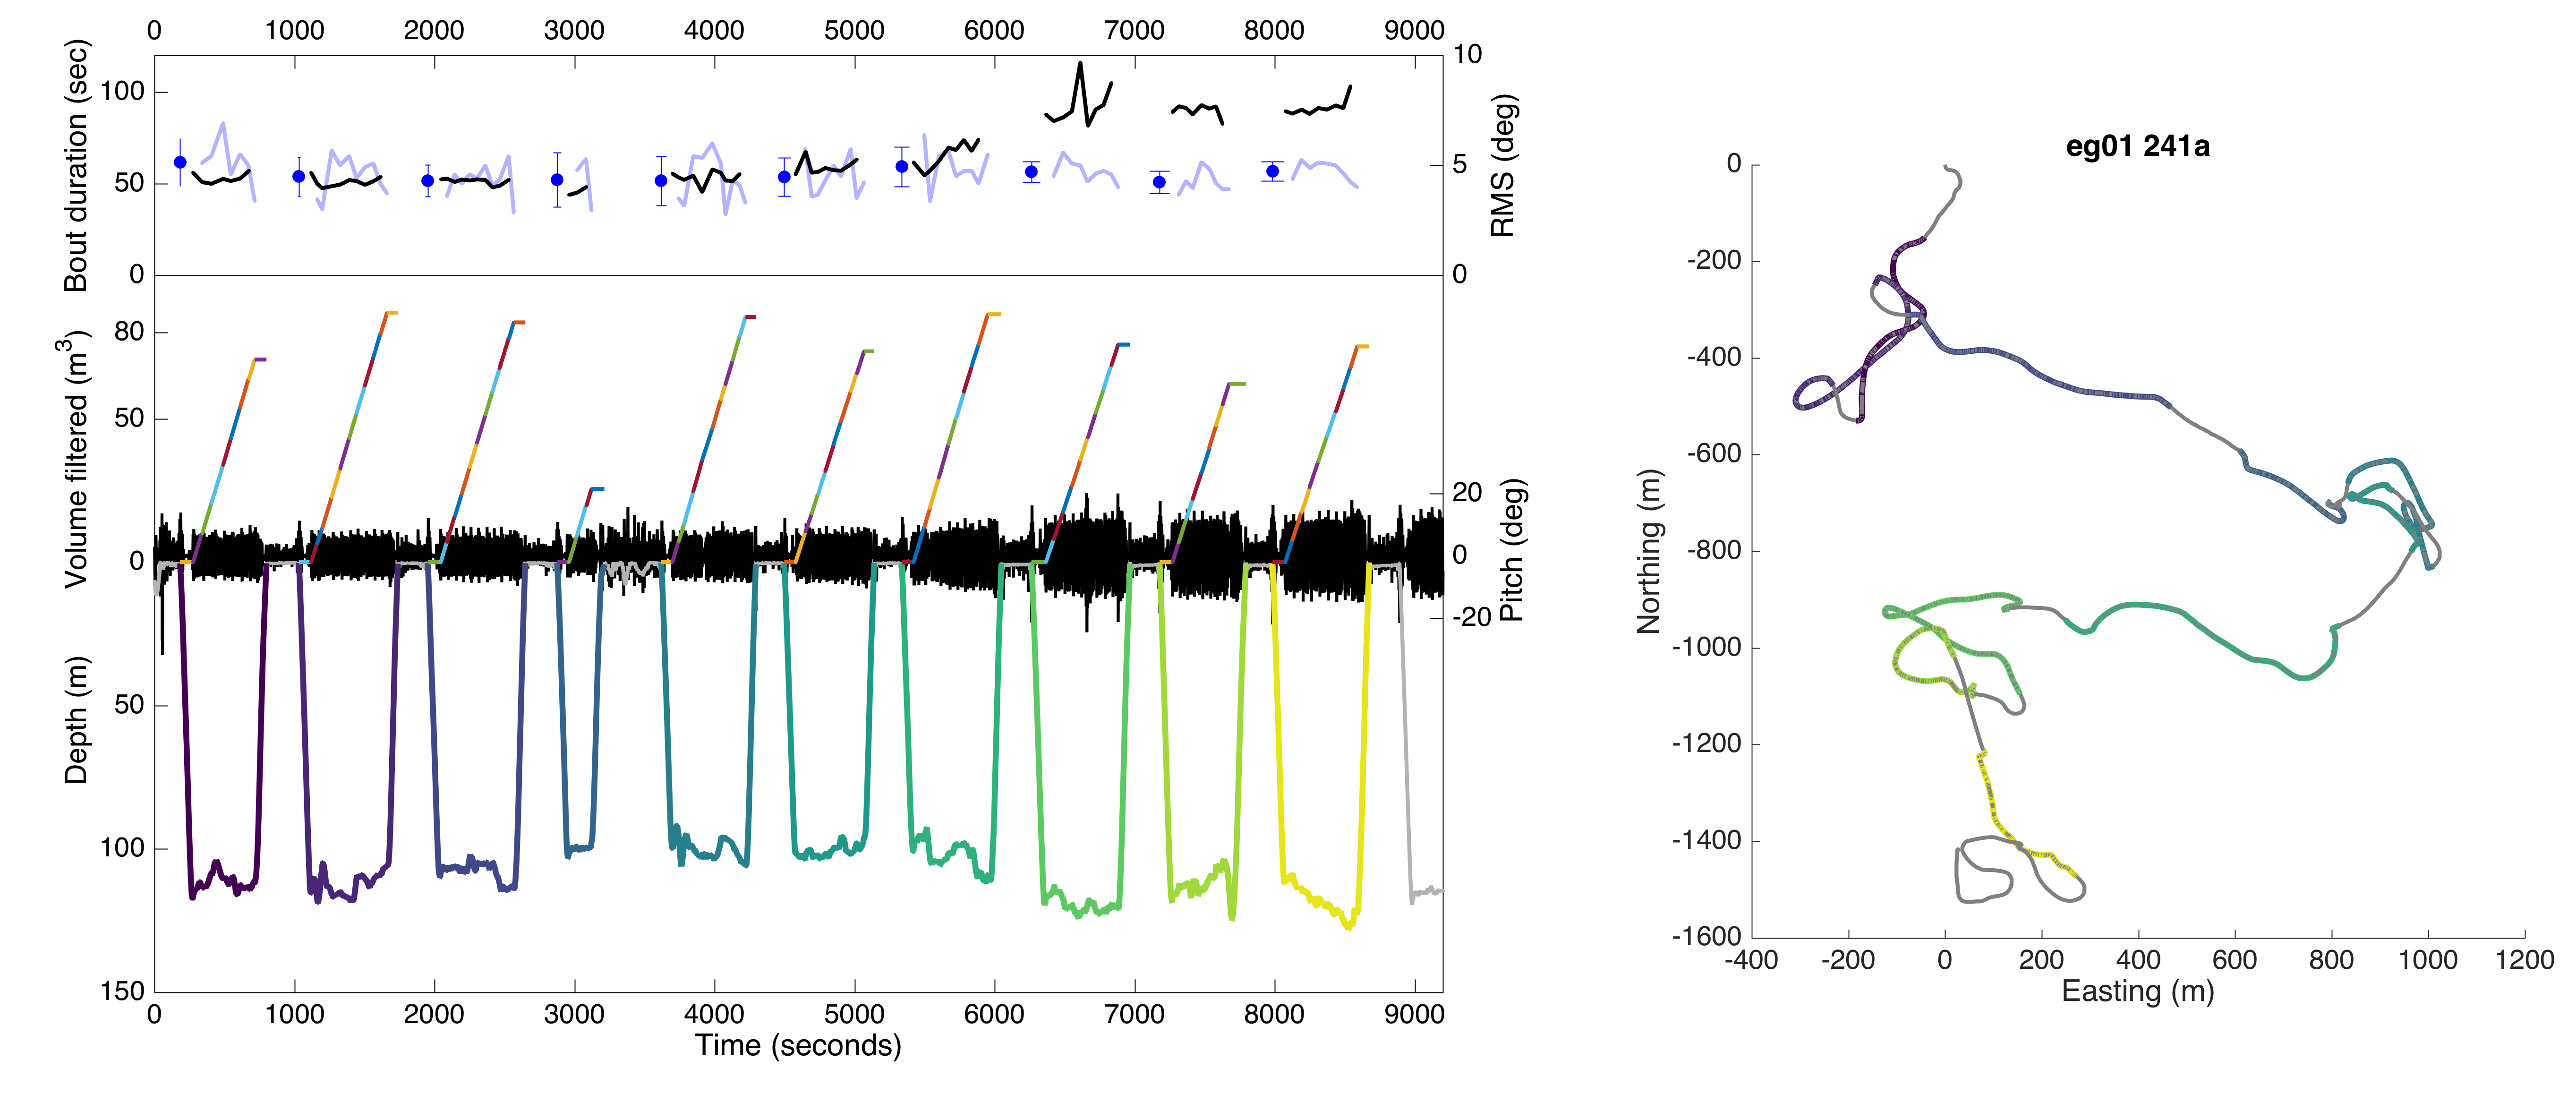 0 1000 2000 3000 4000 5000 6000 7000 8000 9000
Bout duration (sec)
100
50
0
10
5
0
RMS (deg)
Volume filtered (m3)
80
50
0
20
0
-20
Pitch (deg)
Depth (m)
50
100
150
0 1000 2000 3000 4000 5000 6000 7000 8000 9000
Time (seconds)
eg01 241a
Northing (m)
0
-200
-400
-600
-800
-1000
-1200
-1400
-1600
-400 -200 0 200 400 600 800 1000 1200
Easting (m)